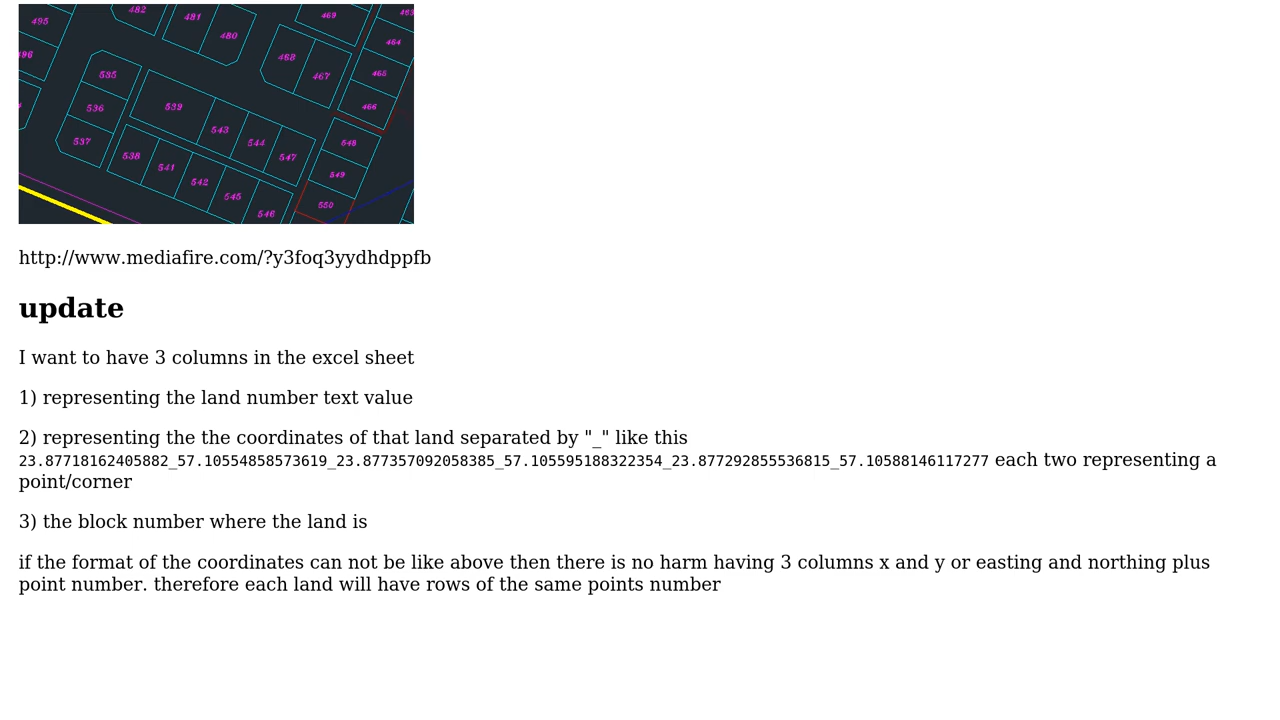 482
481
469
463
495
480
464
496
468
467
465
535
466
536
539
543
544
548
537
538
547
541
549
542
545
550
546
http://www.mediafire.com/?y3foq3yydhdppfb
update
I want to have 3 columns in the excel sheet
1) representing the land number text value
2) representing the the coordinates of that land separated by "_" like this
23.87718162405882_57.10554858573619_23.877357092058385_57.105595188322354_23.877292855536815_57.10588146117277 each two representing a
point/corner
3) the block number where the land is
if the format of the coordinates can not be like above then there is no harm having 3 columns x and y or easting and northing plus
point number. therefore each land will have rows of the same points number